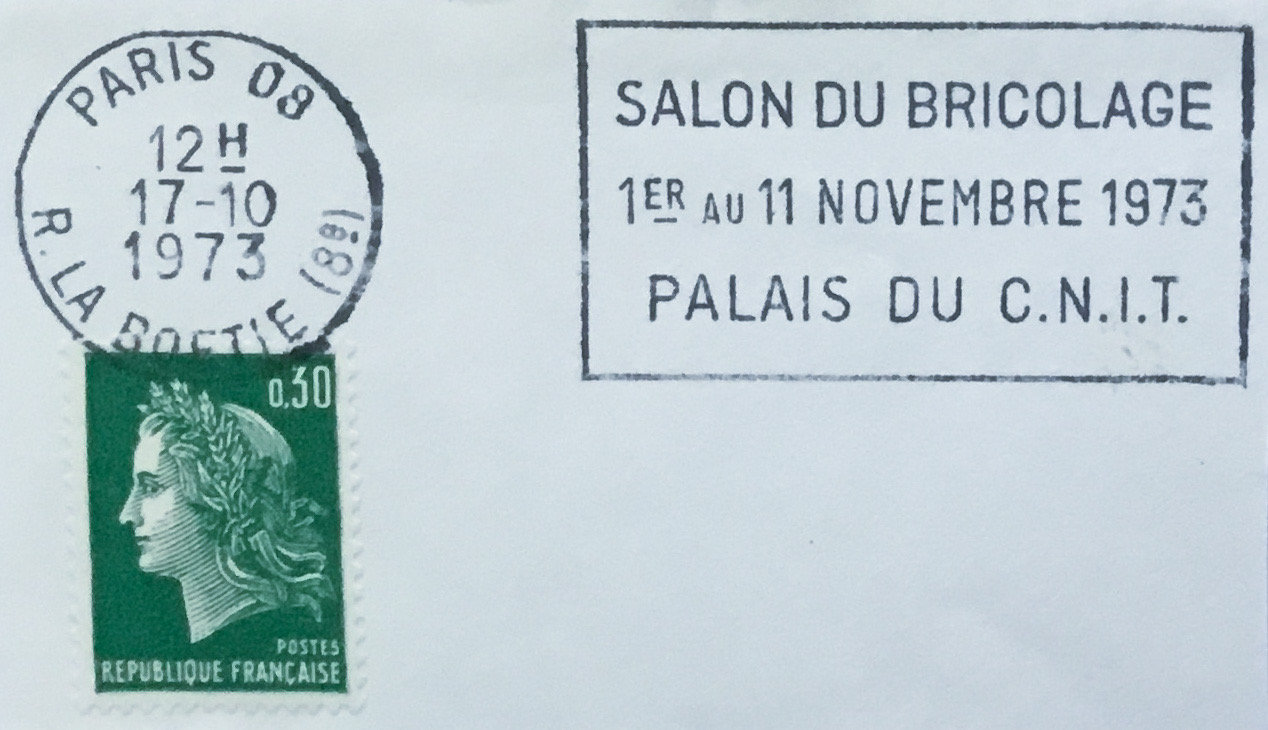 PARIS 08
12H
17-10
1973
R. LA BOETIE (8e)
SALON DU BRICOLAGE
1ER AU 11 NOVEMBRE 1973
PALAIS DU C.N.I.T.
0,30
POSTES
REPUBLIQUE FRANÇAISE